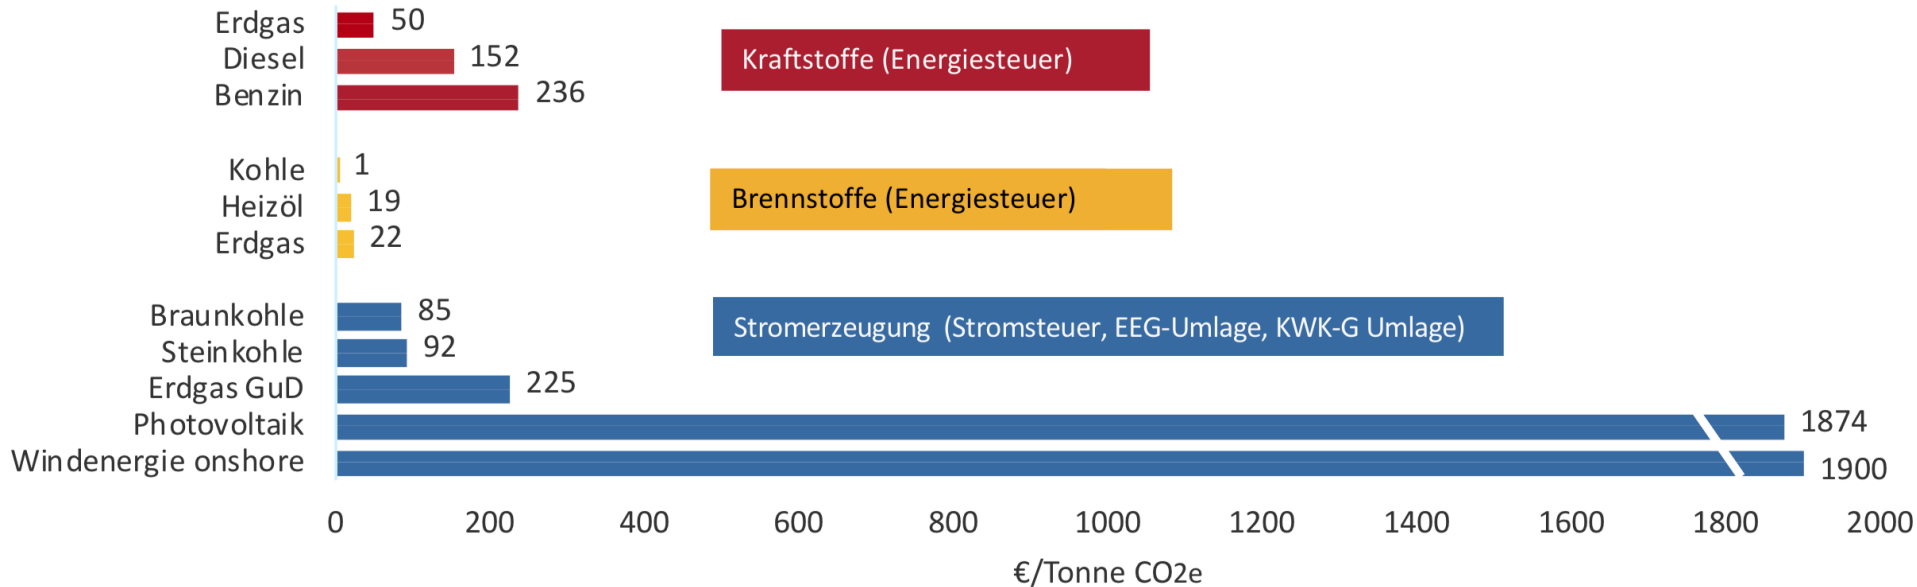 Erdgas 50
Diesel 152
Benzin 236
Kraftstoffe (Energiesteuer)
Kohle 1
Heizöl 19
Erdgas 22
Brennstoffe (Energiesteuer)
Braunkohle 85
Steinkohle 92
Erdgas GuD 225
Photovoltaik 1874
Windenergie onshore 1900
Stromerzeugung (Stromsteuer, EEG-Umlage, KWK-G Umlage)
0 200 400 600 800 1000 1200 1400 1600 1800 2000
€/Tonne CO2e